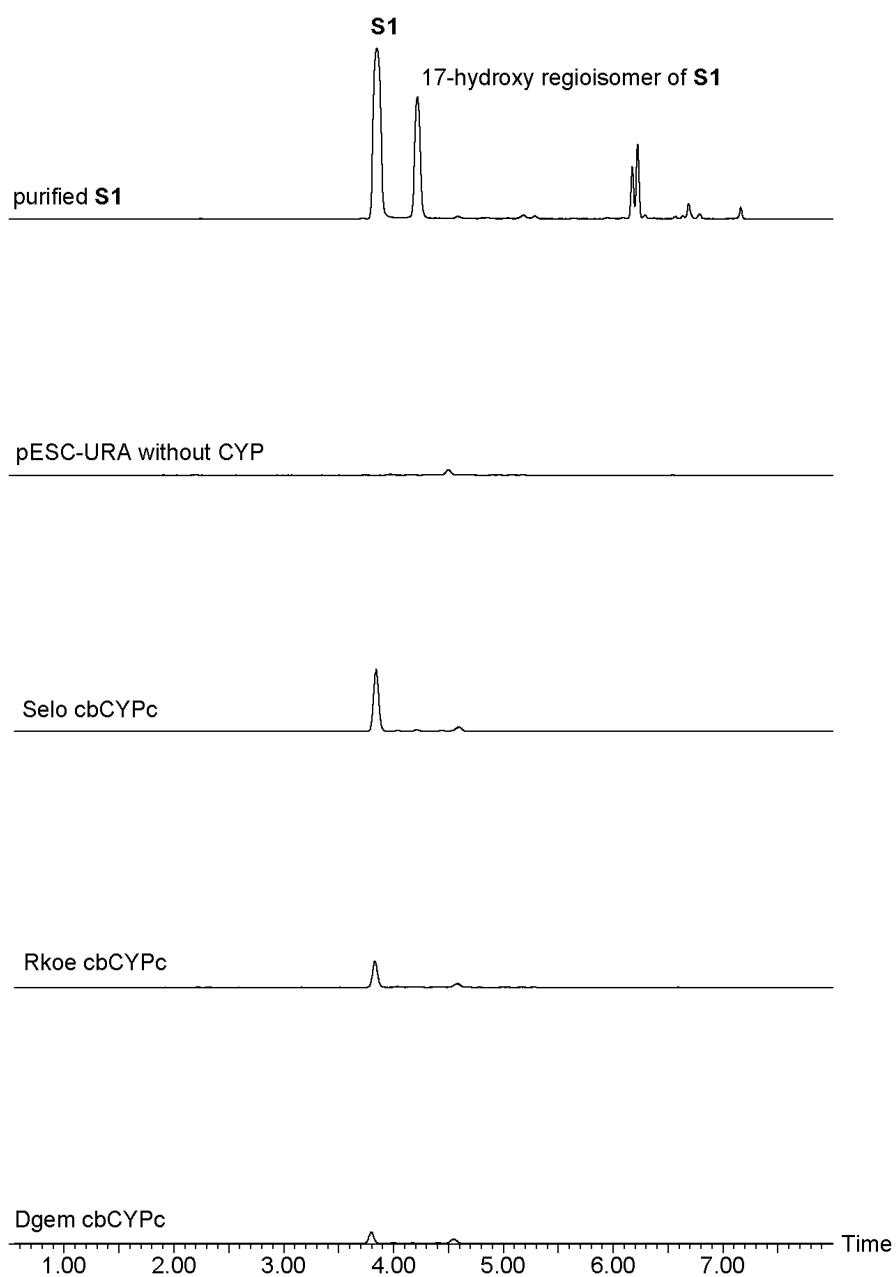 S1
17-hydroxy regioisomer of S1
purified S1
pESC-URA without CYP
Selo cbCYPc
Rkoe cbCYPc
Dgem cbCYPc
Time
1.00 2.00 3.00 4.00 5.00 6.00 7.00